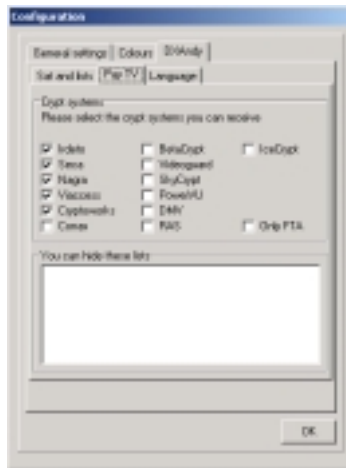 Configuration
General settings Colours DXAndy
Sat and lists Pay TV Language
Crypt systems
Please select the crypt systems you can receive
Irdeto BetaCrypt IceCrypt
Seca Videoguard
Nagra SkyCrypt
Viaccess PowerVU
Cryptoworks DMV
Conax RAS Only FTA
You can hide these lists
OK